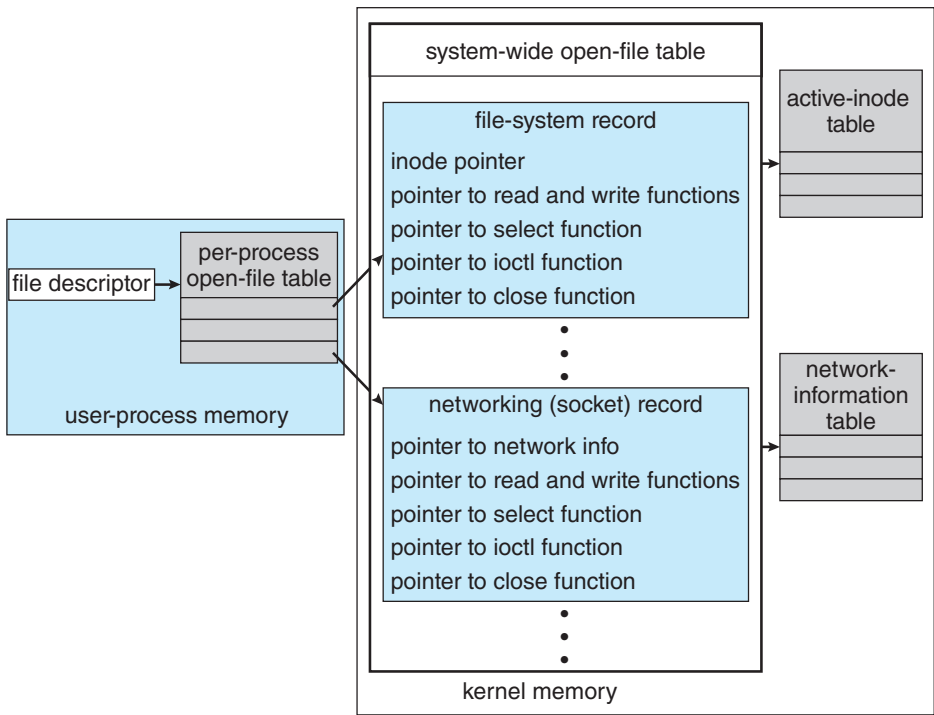 system-wide open-file table
file-system record
inode pointer
pointer to read and write functions
pointer to select function
pointer to ioctl function
pointer to close function
active-inode
table
per-process
open-file table
file descriptor
user-process memory
networking (socket) record
pointer to network info
pointer to read and write functions
pointer to select function
pointer to ioctl function
pointer to close function
network-
information
table
kernel memory